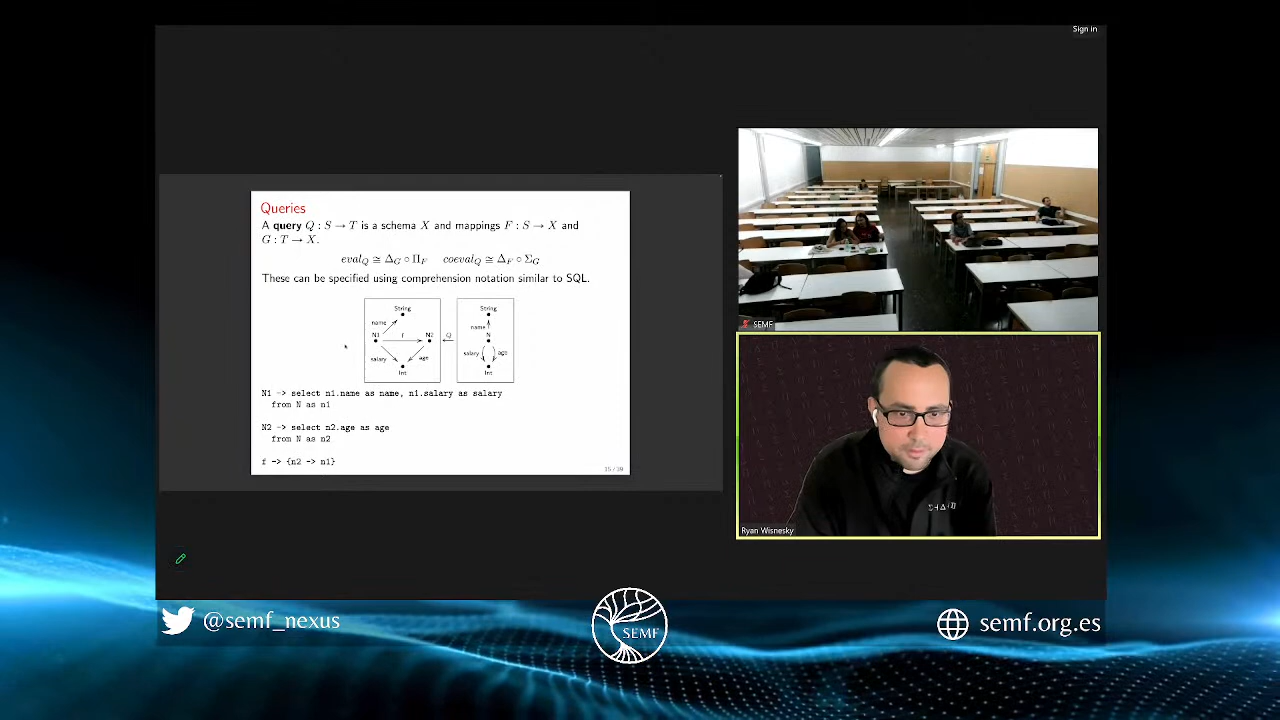 Sign in
Queries
A query Q : S → T is a schema X and mappings F : S → X and
G : T → X.
eval_Q ≅ Δ_G ∘ Π_F coeval_Q ≅ Δ_F ∘ Σ_G
These can be specified using comprehension notation similar to SQL.
String
name
N1
f
N2
salary
age
Int
Q
String
name
N
salary
age
Int
N1 -> select n1.name as name, n1.salary as salary
from N as n1
N2 -> select n2.age as age
from N as n2
f -> {n2 -> n1}
15 / 39
SEMF
Ryan Wisnesky
@semf_nexus
SEMF
semf.org.es